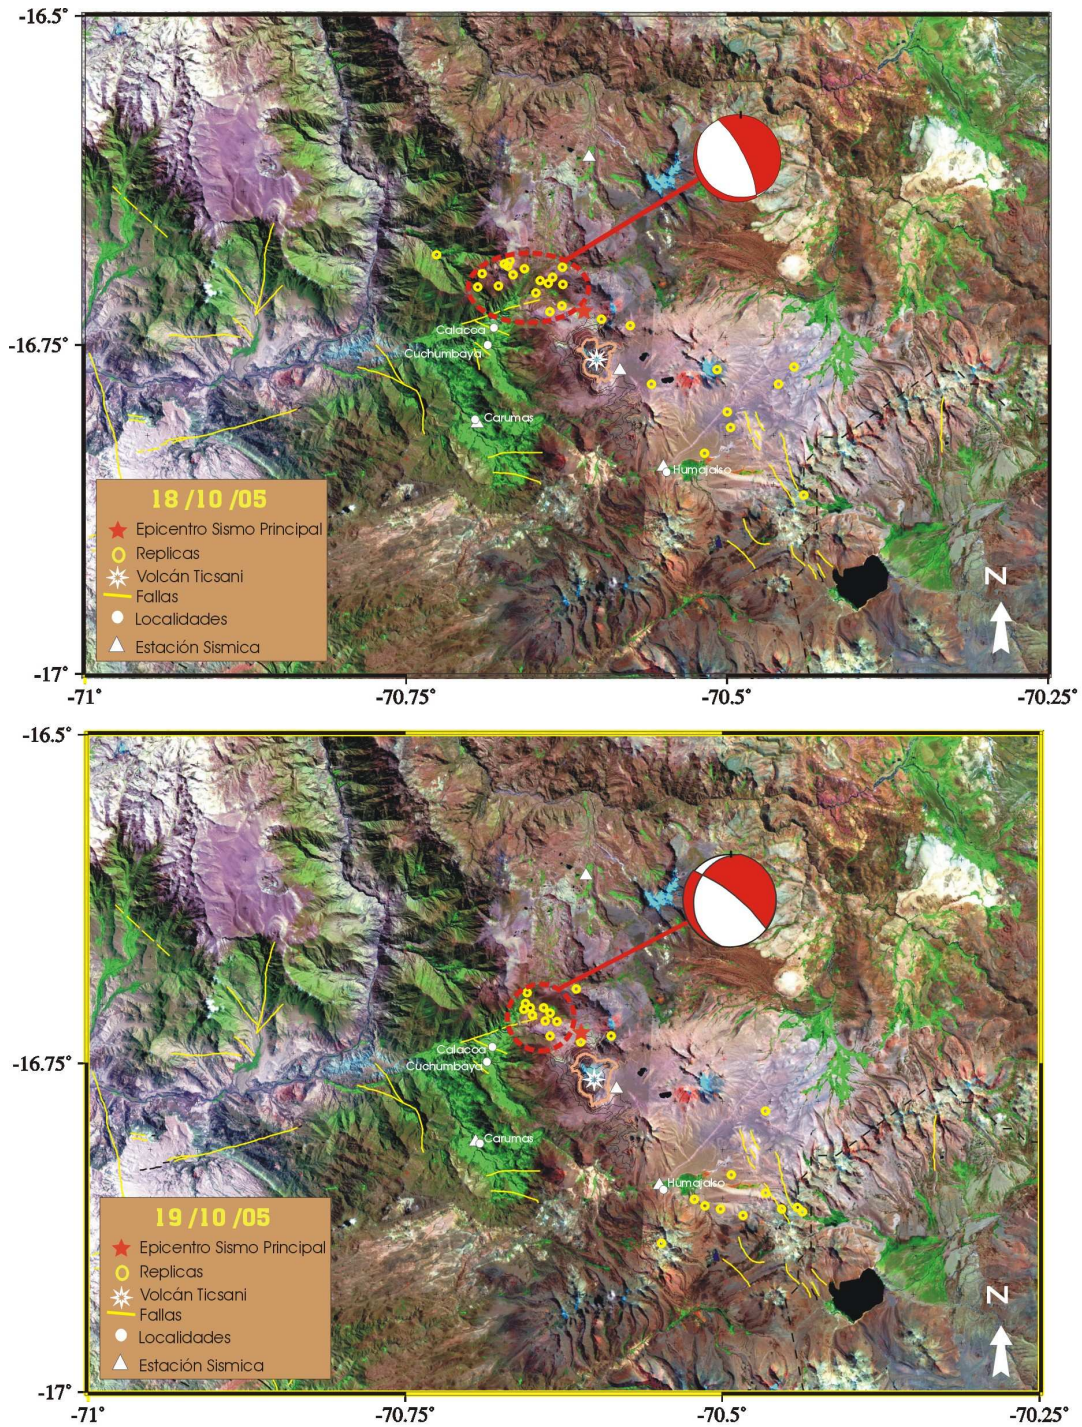 -16.5°
Calacoa
-16.75°
Cuchumbaya
Carumas
Humajalso
18/10/05
Epicentro Sismo Principal
Replicas
Volcán Ticsani
Fallas
Localidades
Estación Sismica
N
-17°
-71°
-70.75°
-70.5°
-70.25°
-16.5°
Calacoa
-16.75°
Cuchumbaya
Carumas
Humajalso
19/10/05
Epicentro Sismo Principal
Replicas
Volcán Ticsani
Fallas
Localidades
Estación Sismica
N
-17°
-71°
-70.75°
-70.5°
-70.25°